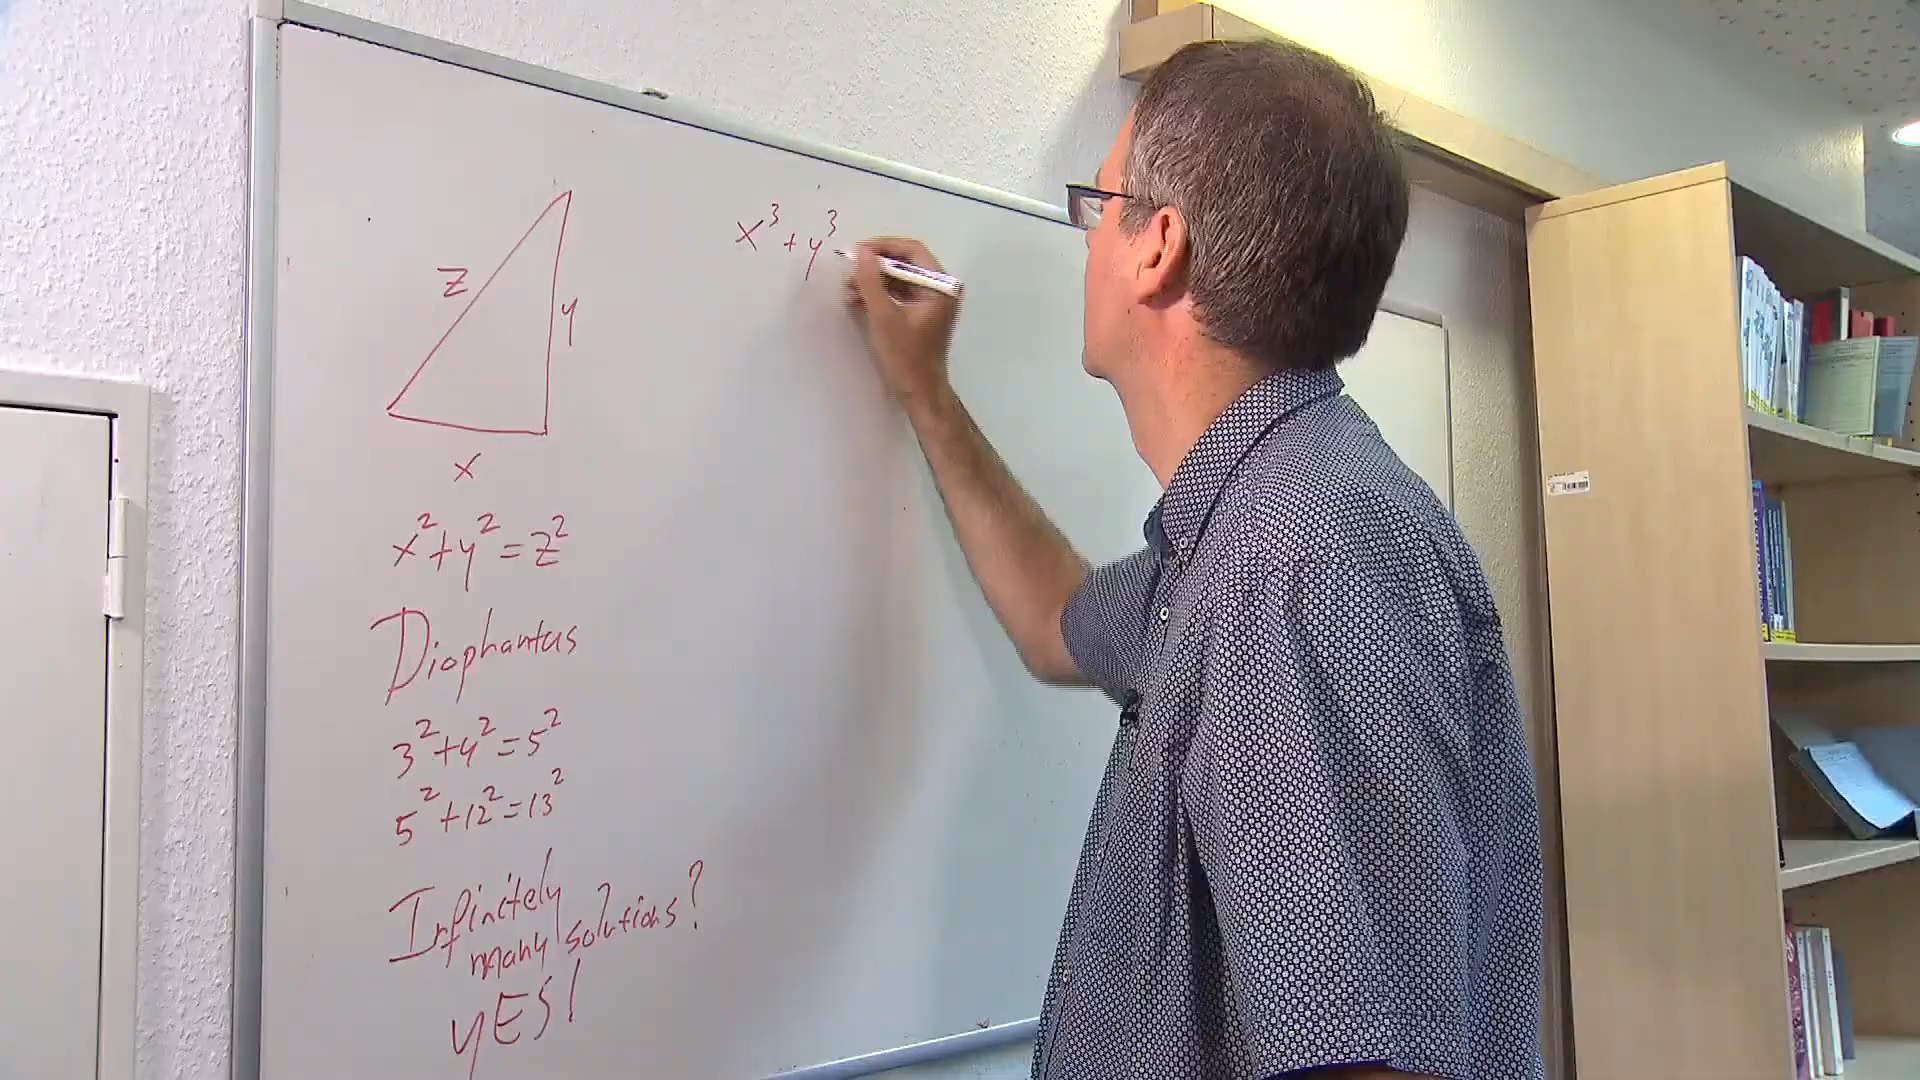 z
y
x
x²+y²=z²
Diophantus
3²+4²=5²
5²+12²=13²
Infinitely
many solutions?
YES!
x³+y³